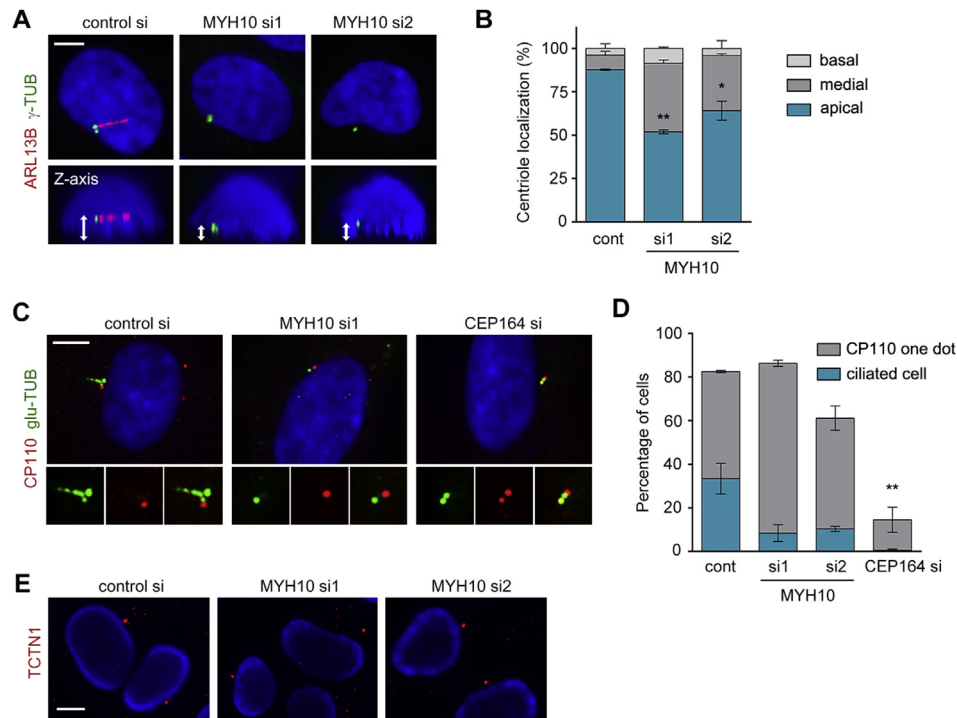 A
control si
MYH10 si1
MYH10 si2
ARL13B γ-TUB
Z-axis
B
Centriole localization (%)
100
75
50
25
0
**
*
basal
medial
apical
cont
si1
si2
MYH10
C
control si
MYH10 si1
CEP164 si
CP110 glu-TUB
D
Percentage of cells
100
80
60
40
20
0
CP110 one dot
ciliated cell
**
cont
si1
si2
CEP164 si
MYH10
E
control si
MYH10 si1
MYH10 si2
TCTN1